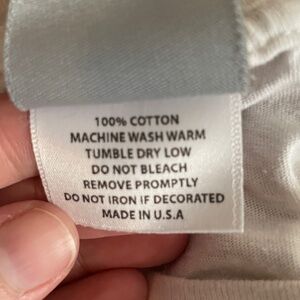 100% COTTON
MACHINE WASH WARM
TUMBLE DRY LOW
DO NOT BLEACH
REMOVE PROMPTLY
DO NOT IRON IF DECORATED
MADE IN U.S.A